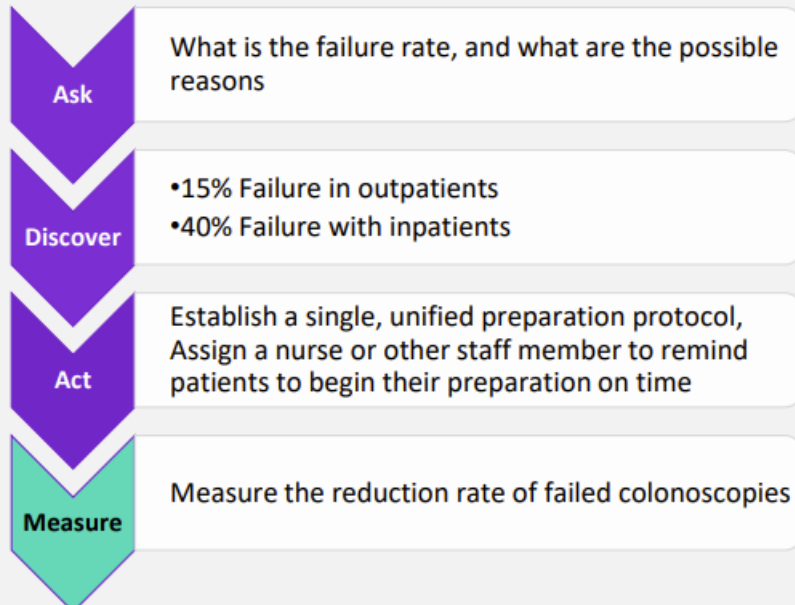 Ask
What is the failure rate, and what are the possible
reasons
Discover
•15% Failure in outpatients
•40% Failure with inpatients
Act
Establish a single, unified preparation protocol,
Assign a nurse or other staff member to remind
patients to begin their preparation on time
Measure
Measure the reduction rate of failed colonoscopies